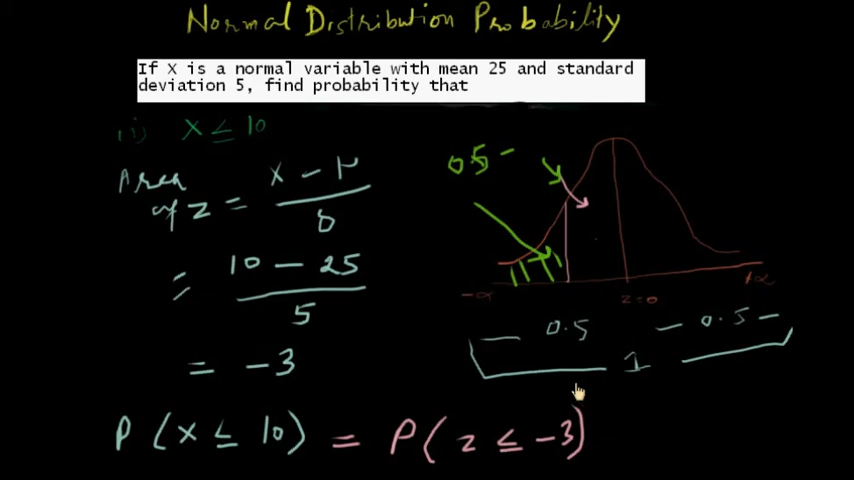 Normal Distribution Probability
If X is a normal variable with mean 25 and standard
deviation 5, find probability that
ii) X ≤ 10
Area
of z = x - μ / σ
= 10 - 25 / 5
= -3
0.5 -
-∞
z=0
+∞
- 0.5 - 0.5 -
1
P (X ≤ 10) = P (z ≤ -3)